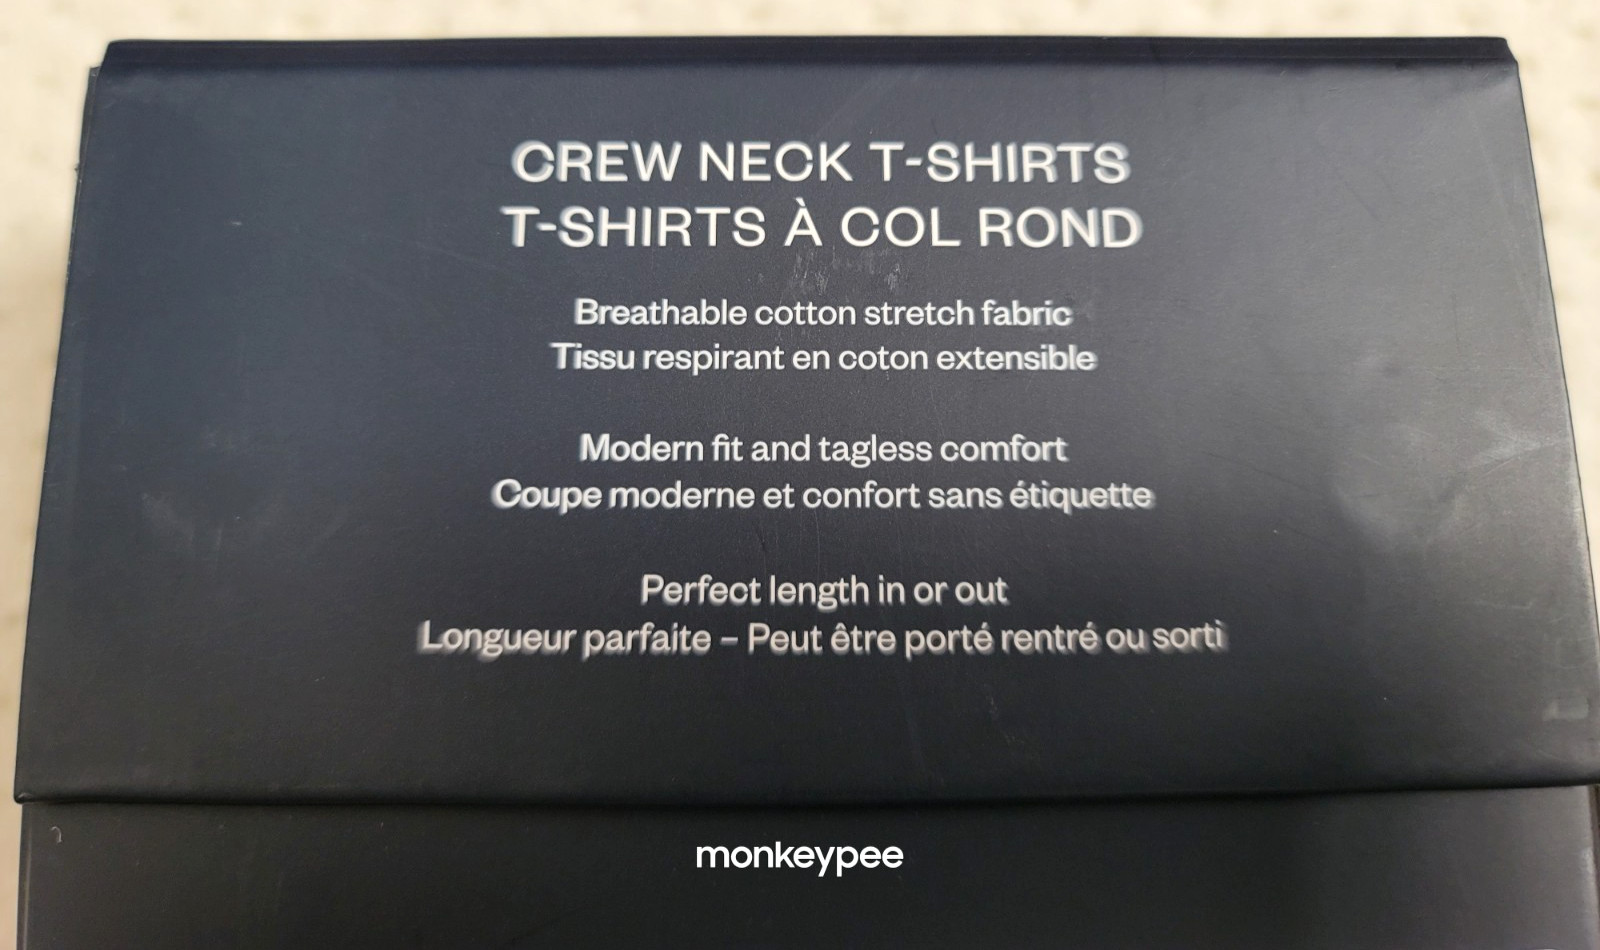 CREW NECK T-SHIRTS
T-SHIRTS À COL ROND
Breathable cotton stretch fabric
Tissu respirant en coton extensible
Modern fit and tagless comfort
Coupe moderne et confort sans étiquette
Perfect length in or out
Longueur parfaite – Peut être porté rentré ou sorti
monkeypee